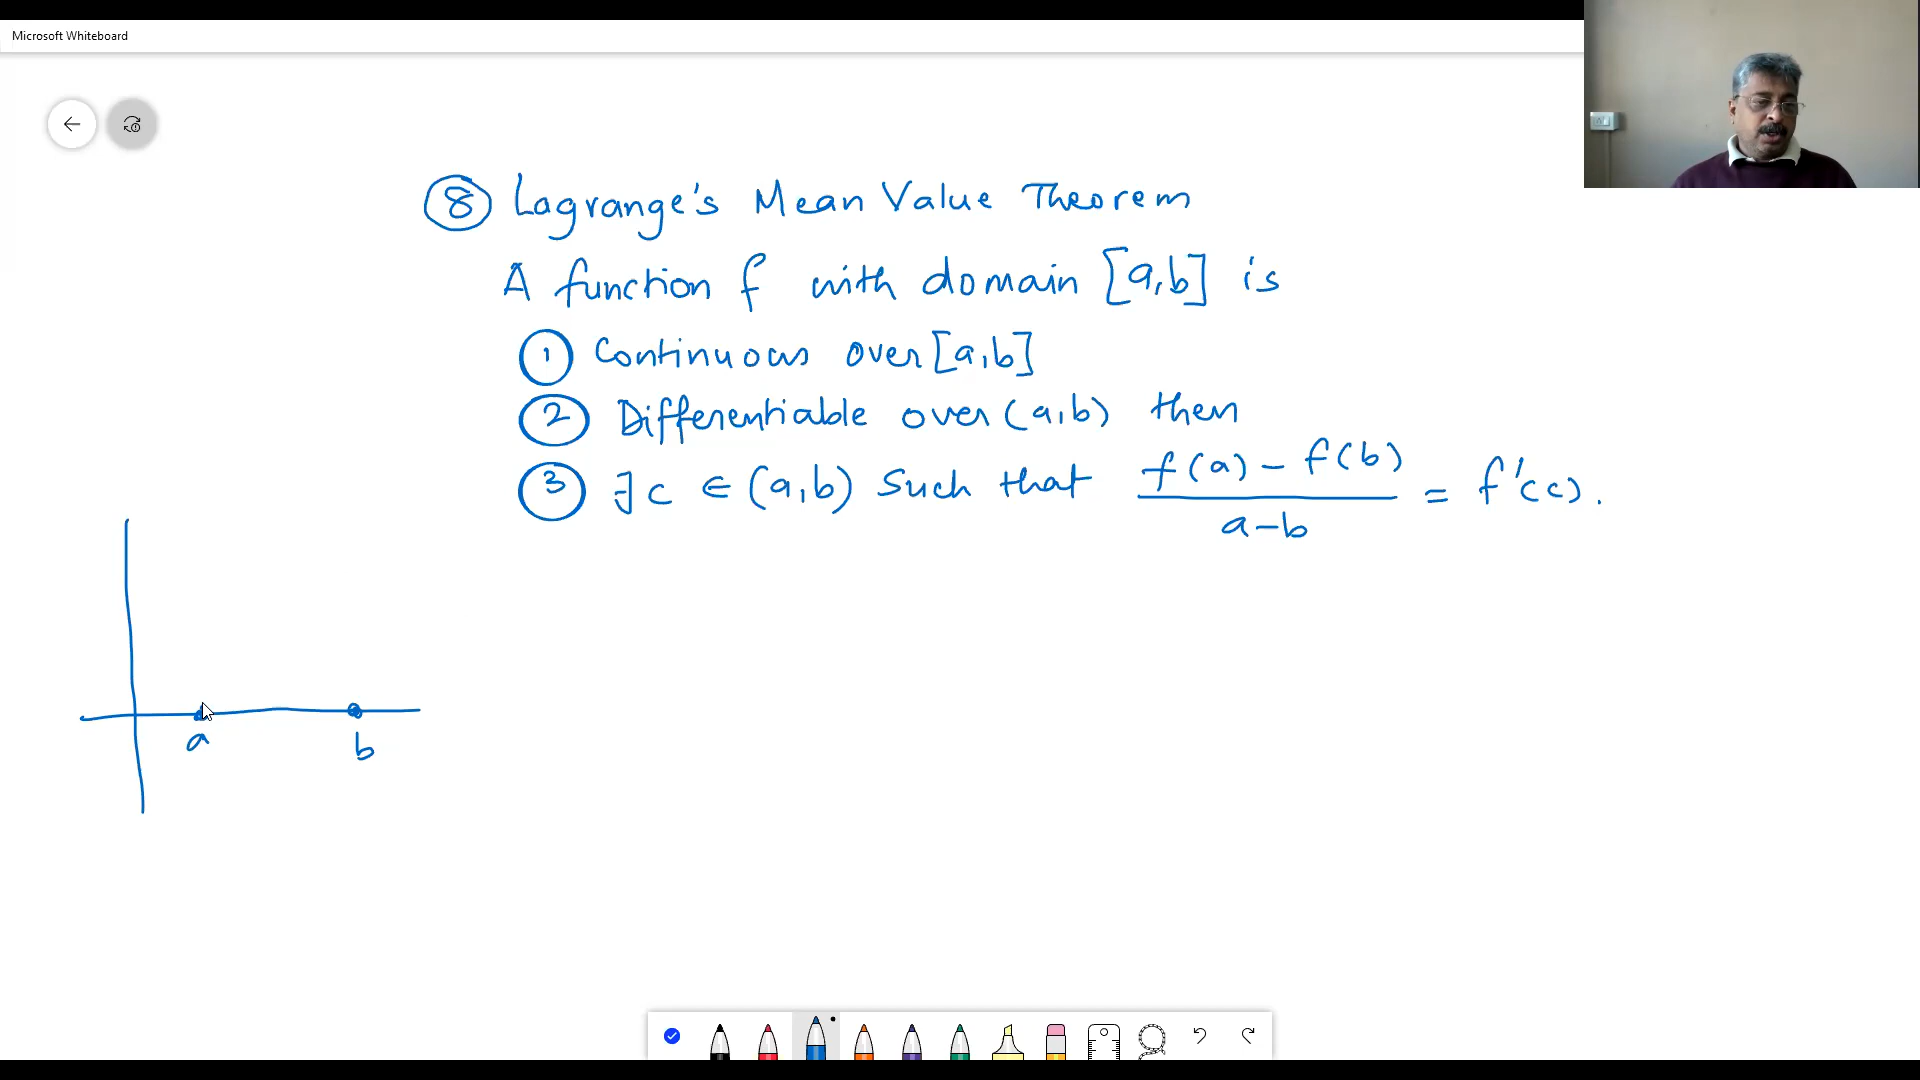 Microsoft Whiteboard
⑧ Lagrange's Mean Value Theorem
A function f with domain [a,b] is
① Continuous over [a,b]
② Differentiable over (a,b) then
③ ∃ c ∈ (a,b) Such that (f(a) - f(b))/(a-b) = f'(c).
a
b